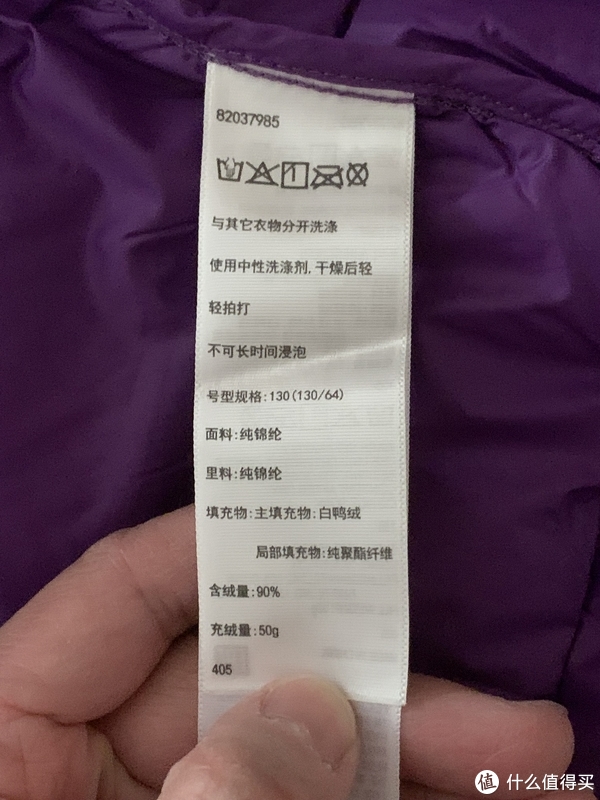 82037985
与其它衣物分开洗涤
使用中性洗涤剂,干燥后轻
轻拍打
不可长时间浸泡
号型规格:130(130/64)
面料:纯锦纶
里料:纯锦纶
填充物:主填充物:白鸭绒
局部填充物:纯聚酯纤维
含绒量:90%
充绒量:50g
405
值 什么值得买